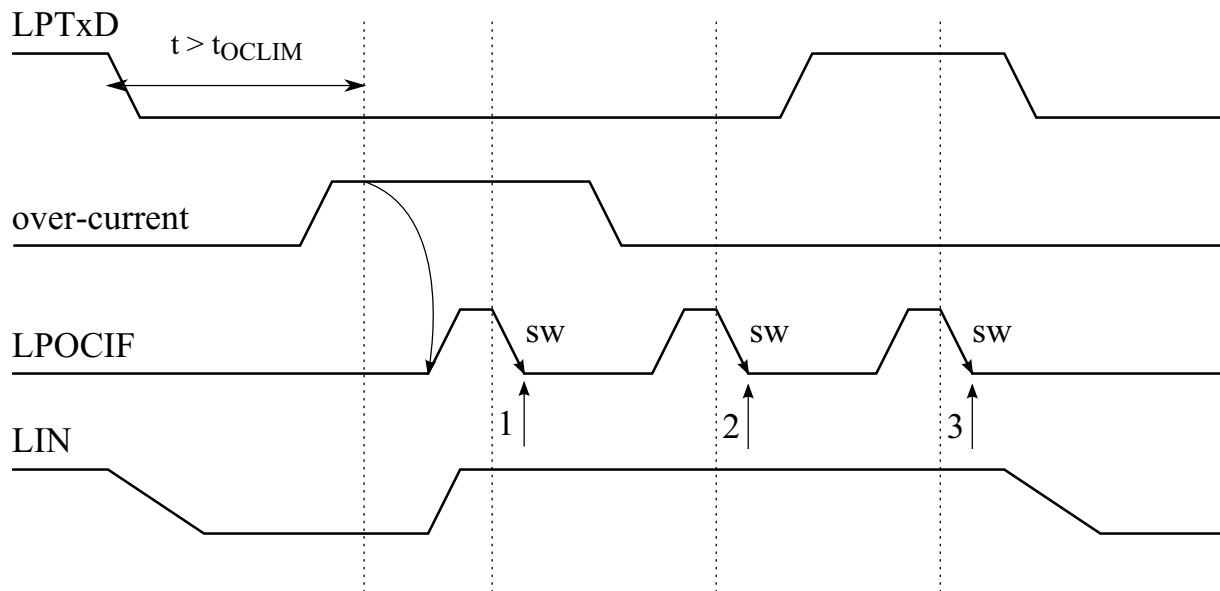 LPTxD
t > tOCLIM
over-current
LPOCIF
sw
sw
sw
1
2
3
LIN